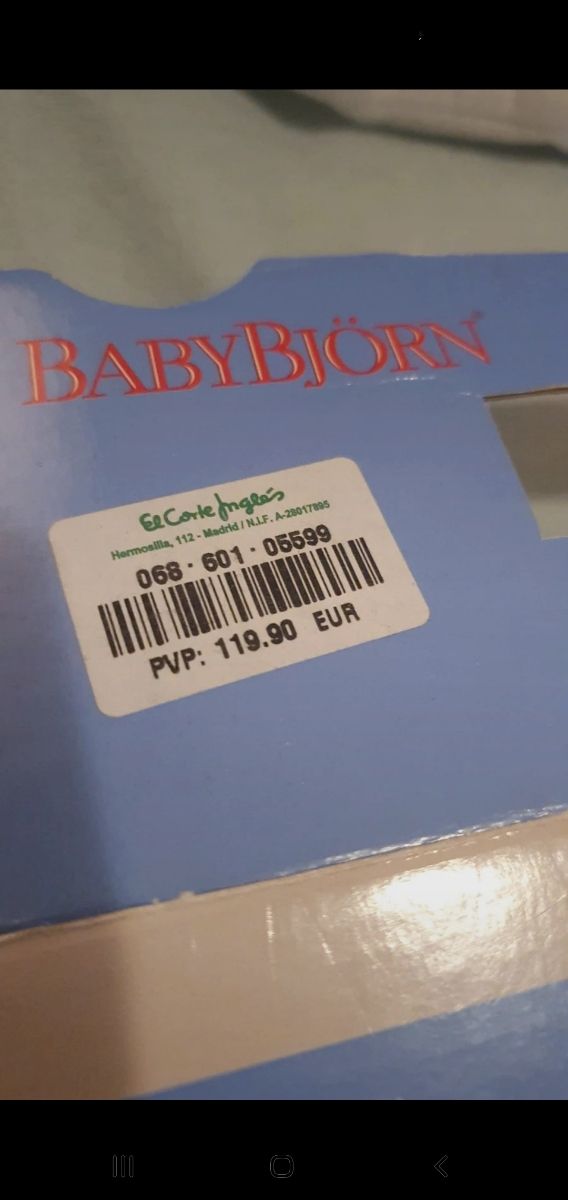 BABYBJÖRN®
El Corte Inglés
Hermosilla, 112 - Madrid / N.I.F. A-28017895
068 · 601 · 05599
PVP: 119.90 EUR